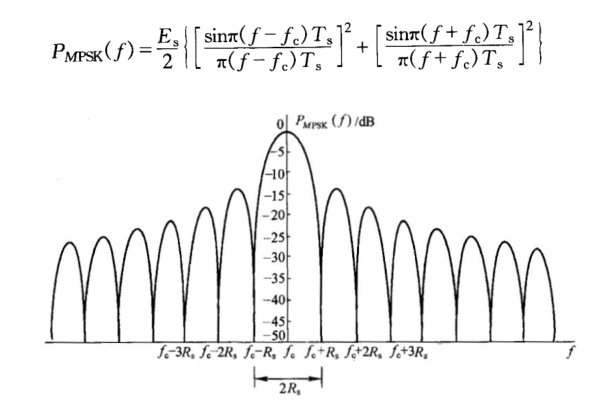 P_MPSK(f) = E_s/2 { [ sinπ(f−f_c)T_s / π(f−f_c)T_s ]² + [ sinπ(f+f_c)T_s / π(f+f_c)T_s ]² }
0 P_MPSK(f)/dB
−5
−10
−15
−20
−25
−30
−35
−40
−45
−50
f_c−3R_s f_c−2R_s f_c−R_s f_c f_c+R_s f_c+2R_s f_c+3R_s f
2R_s